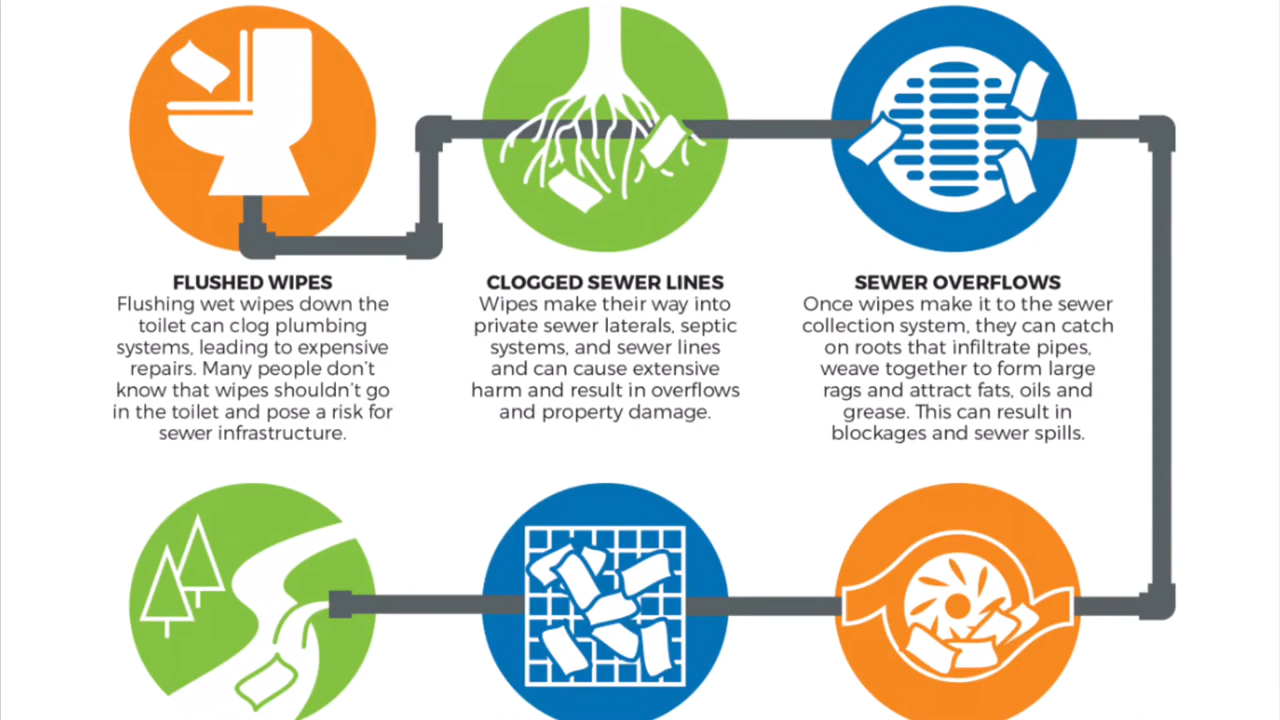 FLUSHED WIPES
Flushing wet wipes down the
toilet can clog plumbing
systems, leading to expensive
repairs. Many people don't
know that wipes shouldn't go
in the toilet and pose a risk for
sewer infrastructure.
CLOGGED SEWER LINES
Wipes make their way into
private sewer laterals, septic
systems, and sewer lines
and can cause extensive
harm and result in overflows
and property damage.
SEWER OVERFLOWS
Once wipes make it to the sewer
collection system, they can catch
on roots that infiltrate pipes,
weave together to form large
rags and attract fats, oils and
grease. This can result in
blockages and sewer spills.